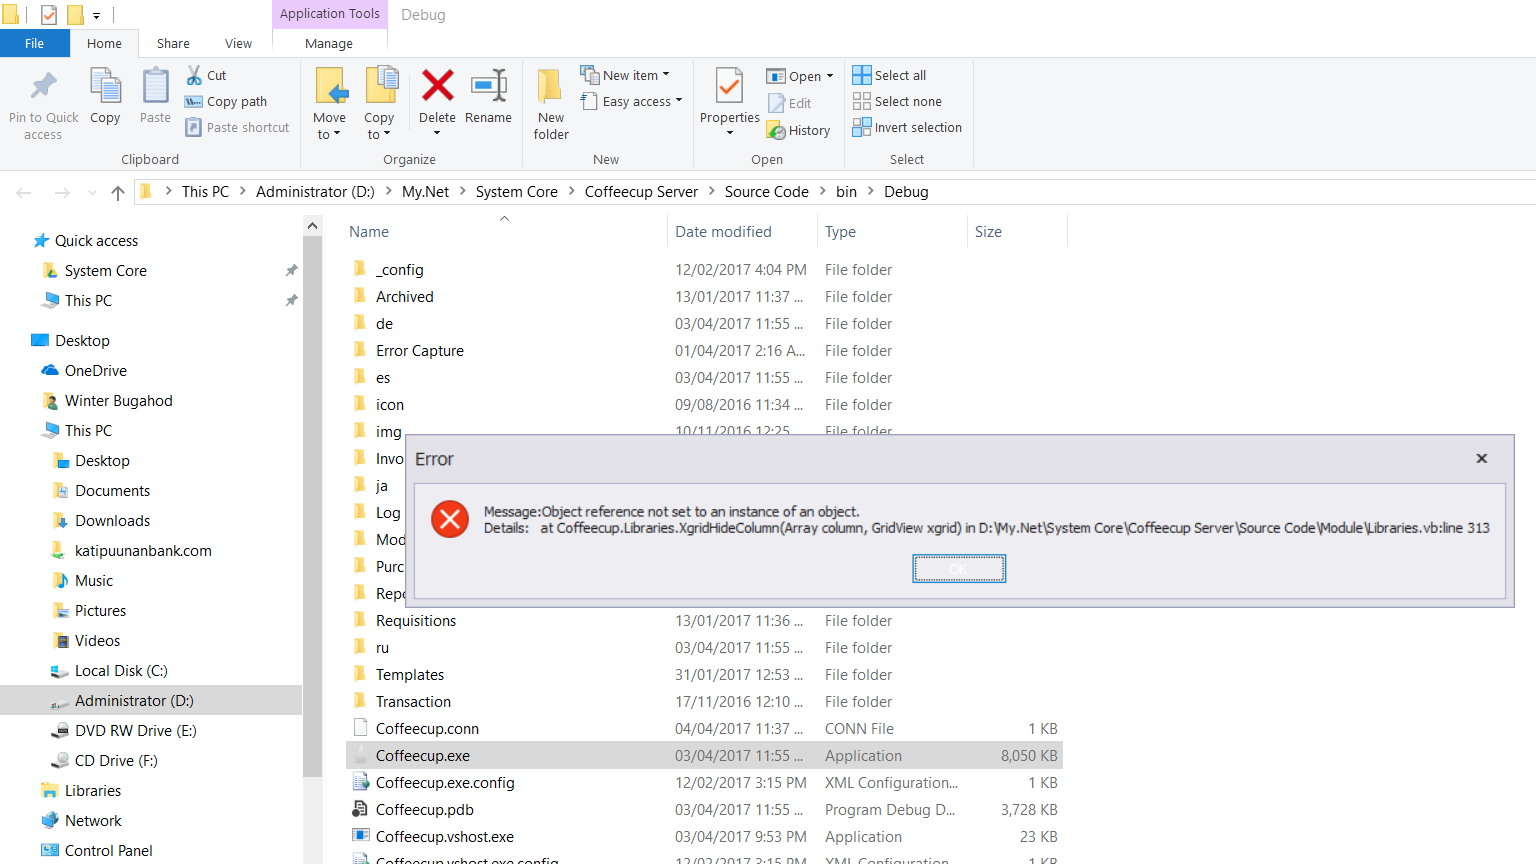 Application Tools
Debug
File
Home
Share
View
Manage
Pin to Quick access
Copy
Paste
Cut
Copy path
Paste shortcut
Clipboard
Move to
Copy to
Delete
Rename
Organize
New folder
New item
Easy access
New
Properties
Open
Edit
History
Open
Select all
Select none
Invert selection
Select
This PC > Administrator (D:) > My.Net > System Core > Coffeecup Server > Source Code > bin > Debug
Quick access
System Core
This PC
Desktop
OneDrive
Winter Bugahod
This PC
Desktop
Documents
Downloads
katipuunanbank.com
Music
Pictures
Videos
Local Disk (C:)
Administrator (D:)
DVD RW Drive (E:)
CD Drive (F:)
Libraries
Network
Control Panel
Name Date modified Type Size
_config 12/02/2017 4:04 PM File folder
Archived 13/01/2017 11:37 ... File folder
de 03/04/2017 11:55 ... File folder
Error Capture 01/04/2017 2:16 A... File folder
es 03/04/2017 11:55 ... File folder
icon 09/08/2016 11:34 ... File folder
img 10/11/2016 12:25 File folder
Invo
ja
Log
Mod
Purc
Repo
Error
Message:Object reference not set to an instance of an object.
Details: at Coffeecup.Libraries.XgridHideColumn(Array column, GridView xgrid) in D:\My.Net\System Core\Coffeecup Server\Source Code\Module\Libraries.vb:line 313
OK
Requisitions 13/01/2017 11:36 ... File folder
ru 03/04/2017 11:55 ... File folder
Templates 31/01/2017 12:53 ... File folder
Transaction 17/11/2016 12:10 ... File folder
Coffeecup.conn 04/04/2017 11:37 ... CONN File 1 KB
Coffeecup.exe 03/04/2017 11:55 ... Application 8,050 KB
Coffeecup.exe.config 12/02/2017 3:15 PM XML Configuration... 1 KB
Coffeecup.pdb 03/04/2017 11:55 ... Program Debug D... 3,728 KB
Coffeecup.vshost.exe 03/04/2017 9:53 PM Application 23 KB
Coffeecup.vshost.exe.config 12/02/2017 3:15 PM XML Configuration... 1 KB